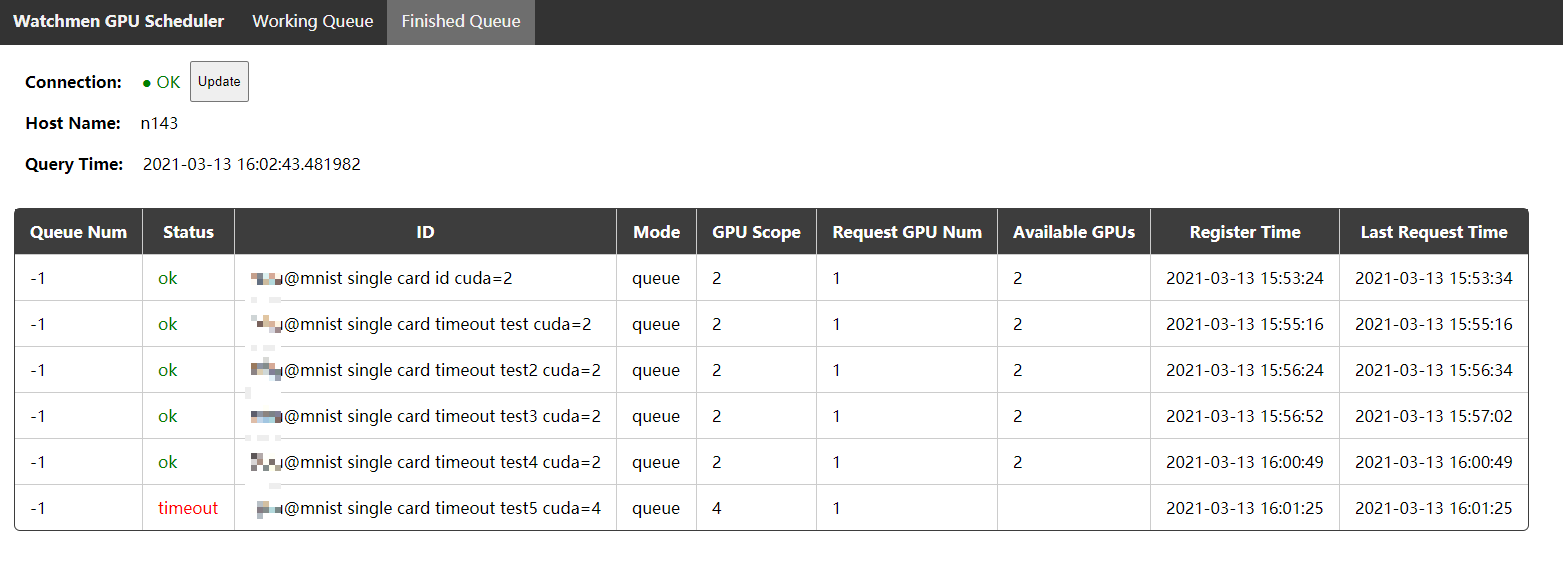 Watchmen GPU Scheduler Working Queue Finished Queue
Connection: ● OK Update
Host Name: n143
Query Time: 2021-03-13 16:02:43.481982
Queue Num Status ID Mode GPU Scope Request GPU Num Available GPUs Register Time Last Request Time
-1 ok @mnist single card id cuda=2 queue 2 1 2 2021-03-13 15:53:24 2021-03-13 15:53:34
-1 ok @mnist single card timeout test cuda=2 queue 2 1 2 2021-03-13 15:55:16 2021-03-13 15:55:16
-1 ok @mnist single card timeout test2 cuda=2 queue 2 1 2 2021-03-13 15:56:24 2021-03-13 15:56:34
-1 ok @mnist single card timeout test3 cuda=2 queue 2 1 2 2021-03-13 15:56:52 2021-03-13 15:57:02
-1 ok @mnist single card timeout test4 cuda=2 queue 2 1 2 2021-03-13 16:00:49 2021-03-13 16:00:49
-1 timeout @mnist single card timeout test5 cuda=4 queue 4 1 2021-03-13 16:01:25 2021-03-13 16:01:25